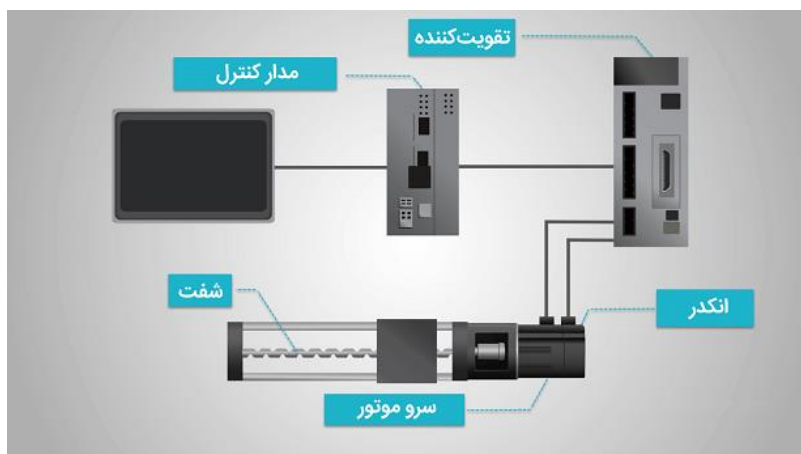 تقویت‌کننده
مدار کنترل
شفت
انکدر
سرو موتور